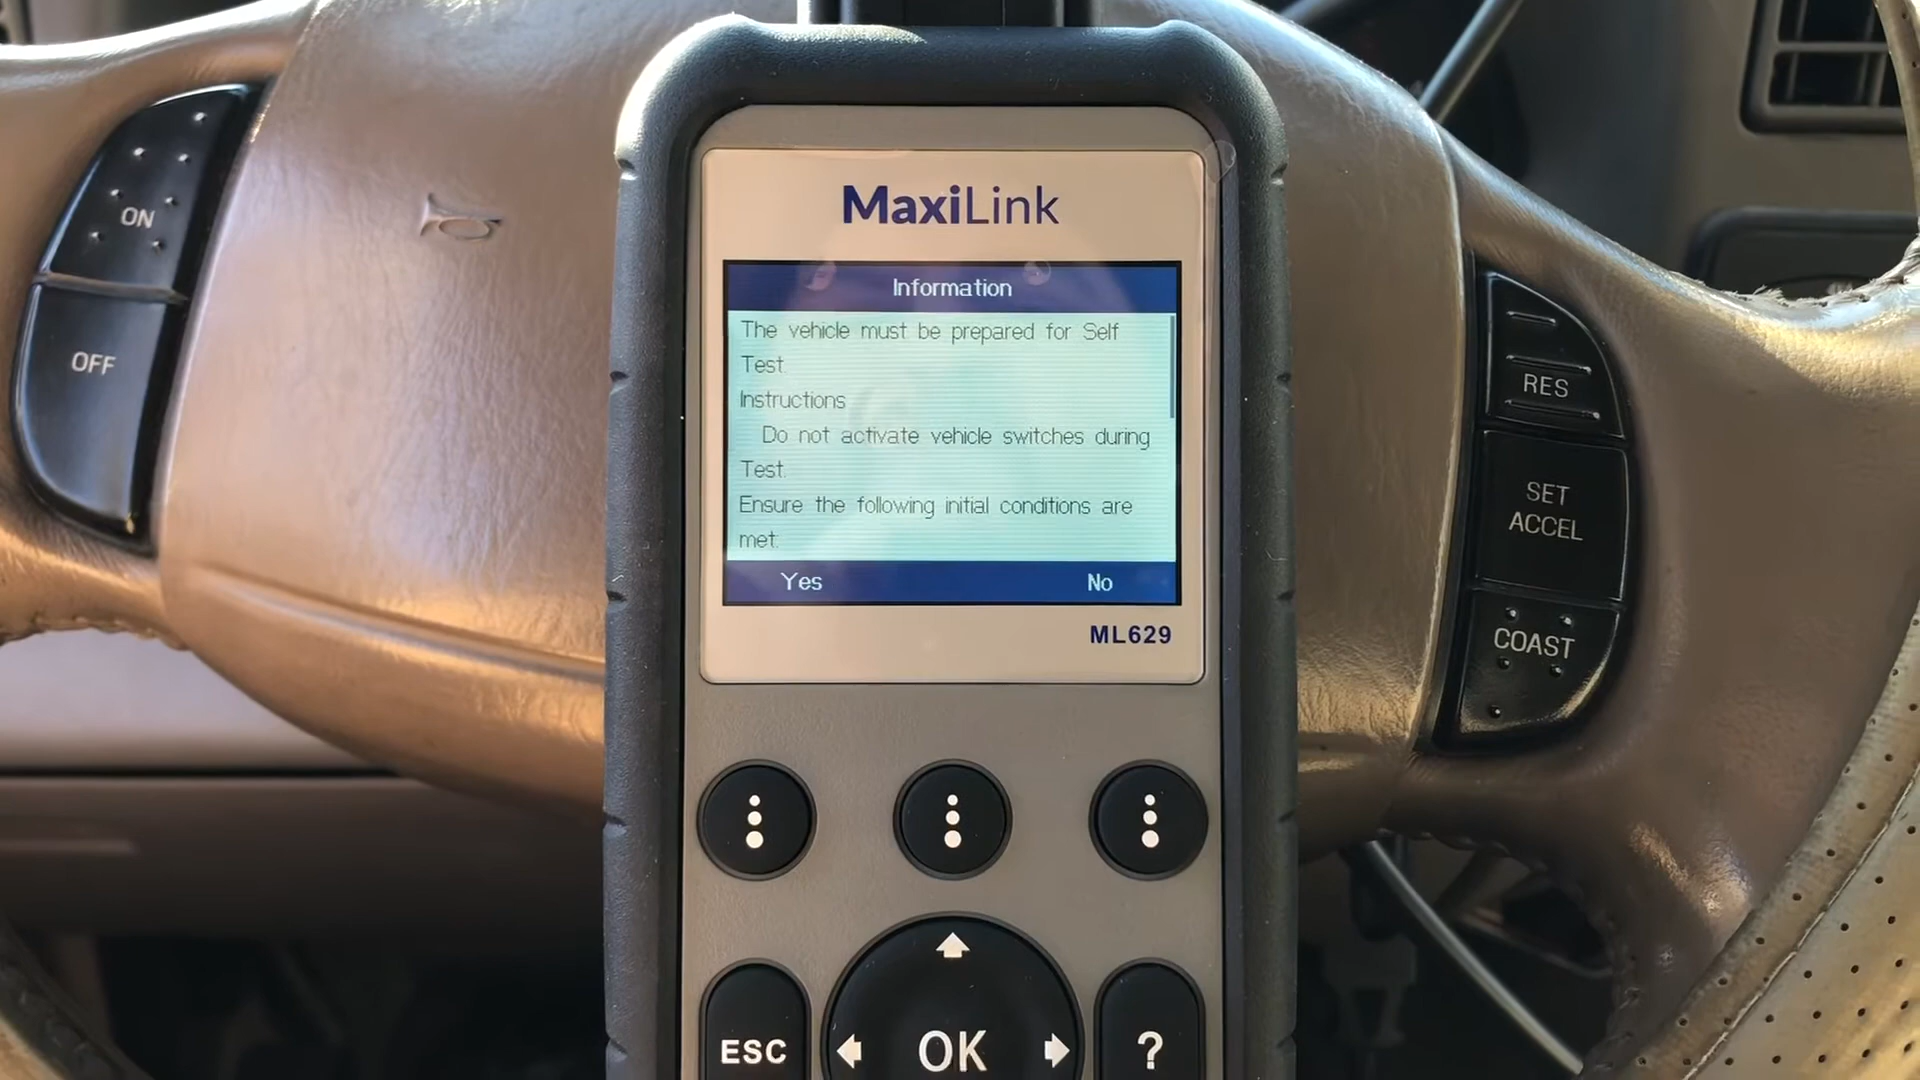 MaxiLink
Information
The vehicle must be prepared for Self
Test.
Instructions
Do not activate vehicle switches during
Test.
Ensure the following initial conditions are
met:
Yes No
ML629
ESC OK ?
ON
OFF
RES
SET
ACCEL
COAST